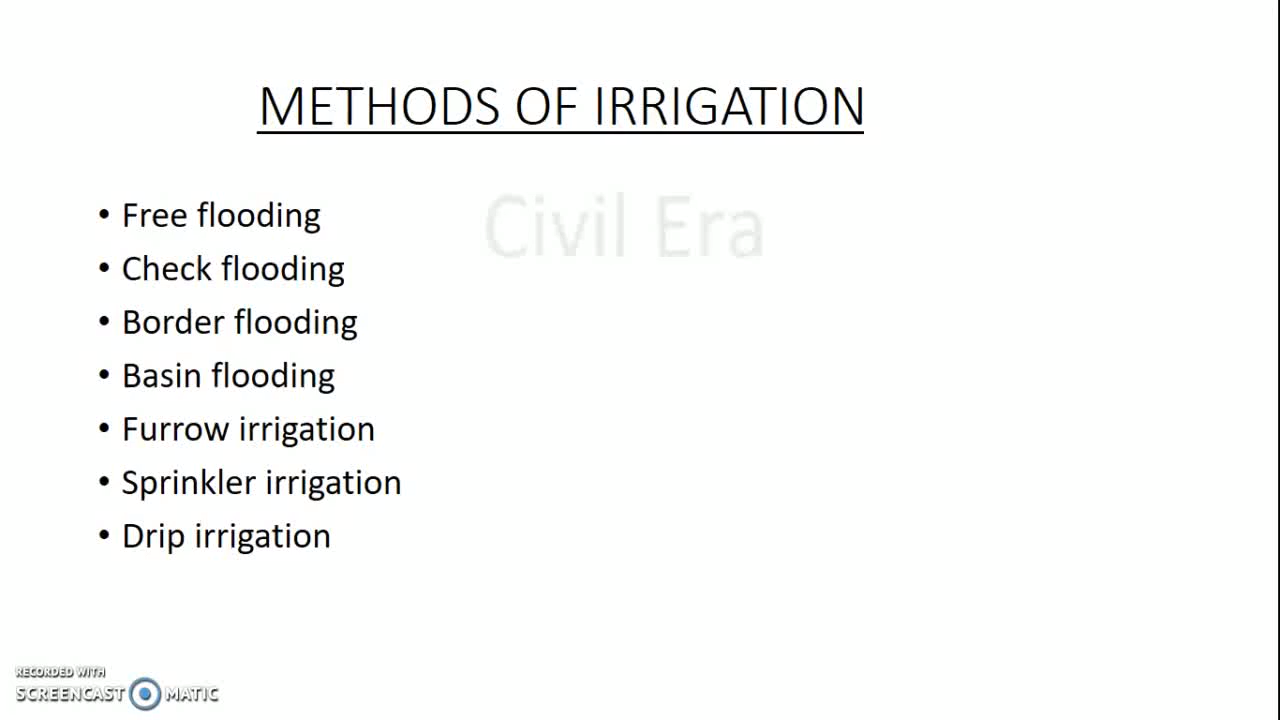 METHODS OF IRRIGATION
Civil Era
• Free flooding
• Check flooding
• Border flooding
• Basin flooding
• Furrow irrigation
• Sprinkler irrigation
• Drip irrigation
RECORDED WITH
SCREENCAST MATIC